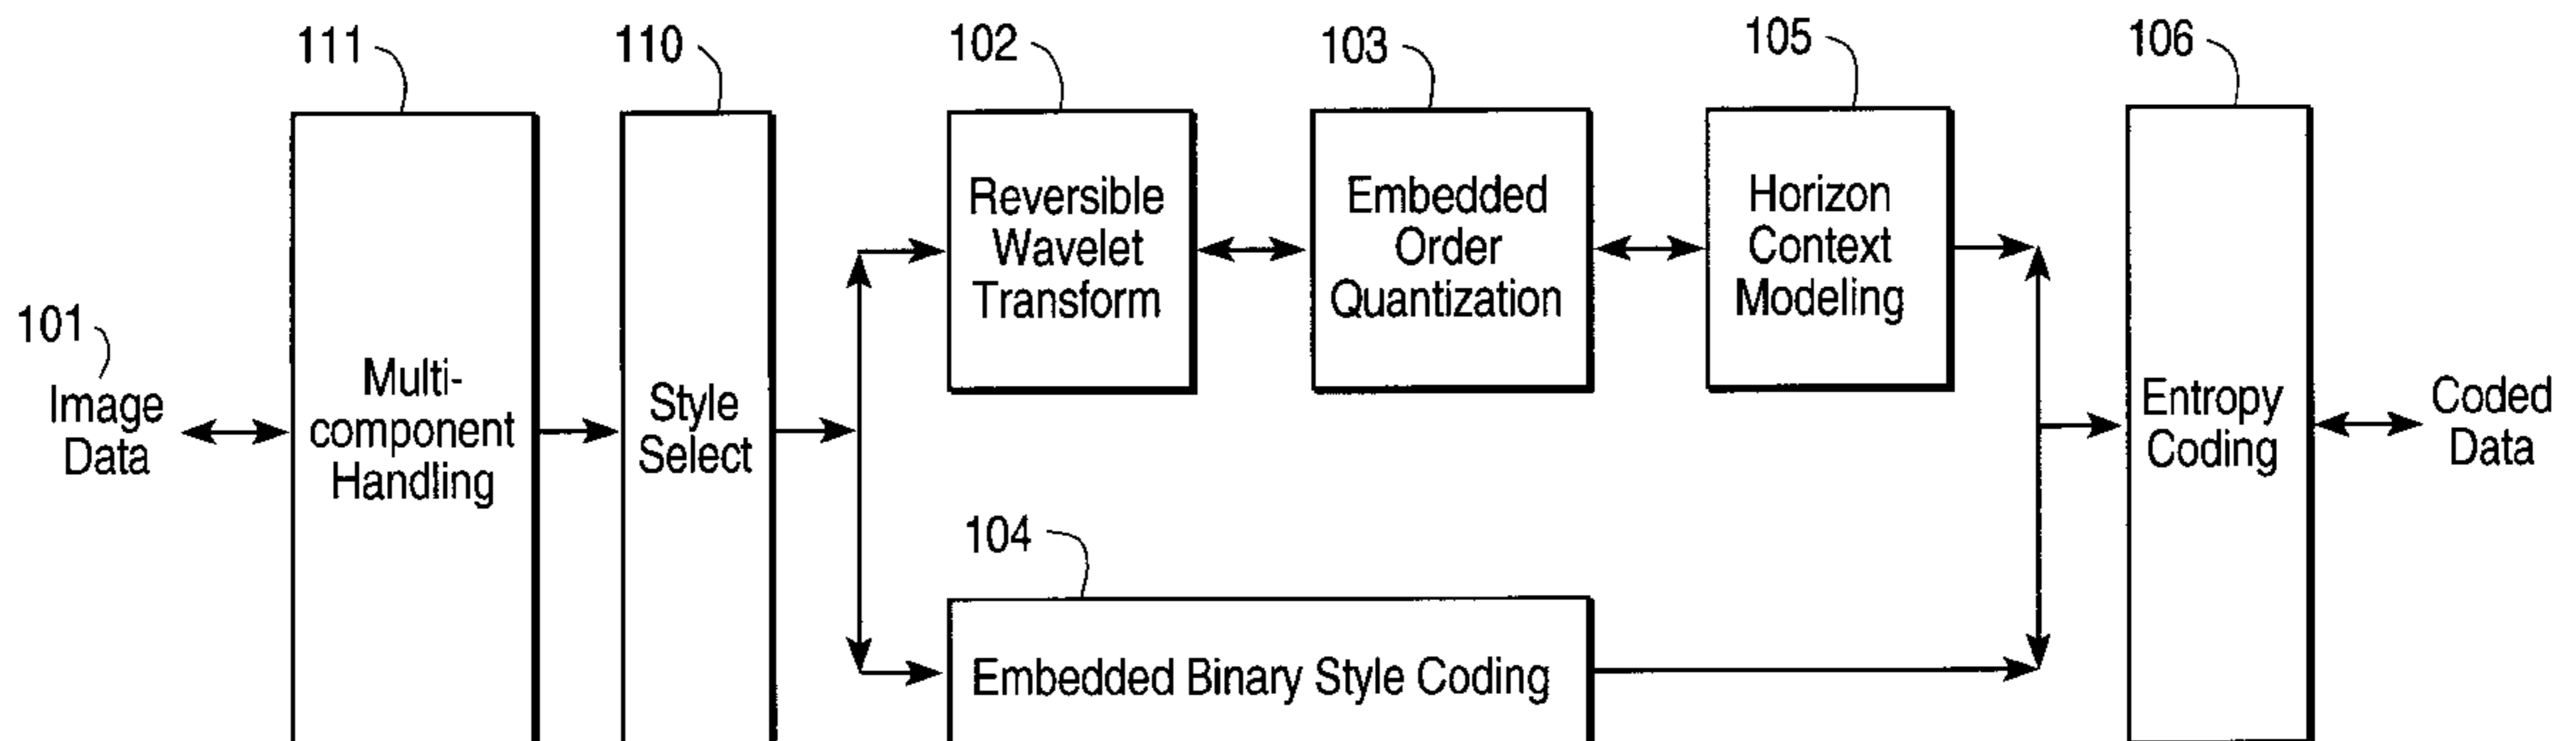 111
110
102
103
105
106
101
Image
Data
Multi-
component
Handling
Style
Select
Reversible
Wavelet
Transform
Embedded
Order
Quantization
Horizon
Context
Modeling
104
Embedded Binary Style Coding
Entropy
Coding
Coded
Data